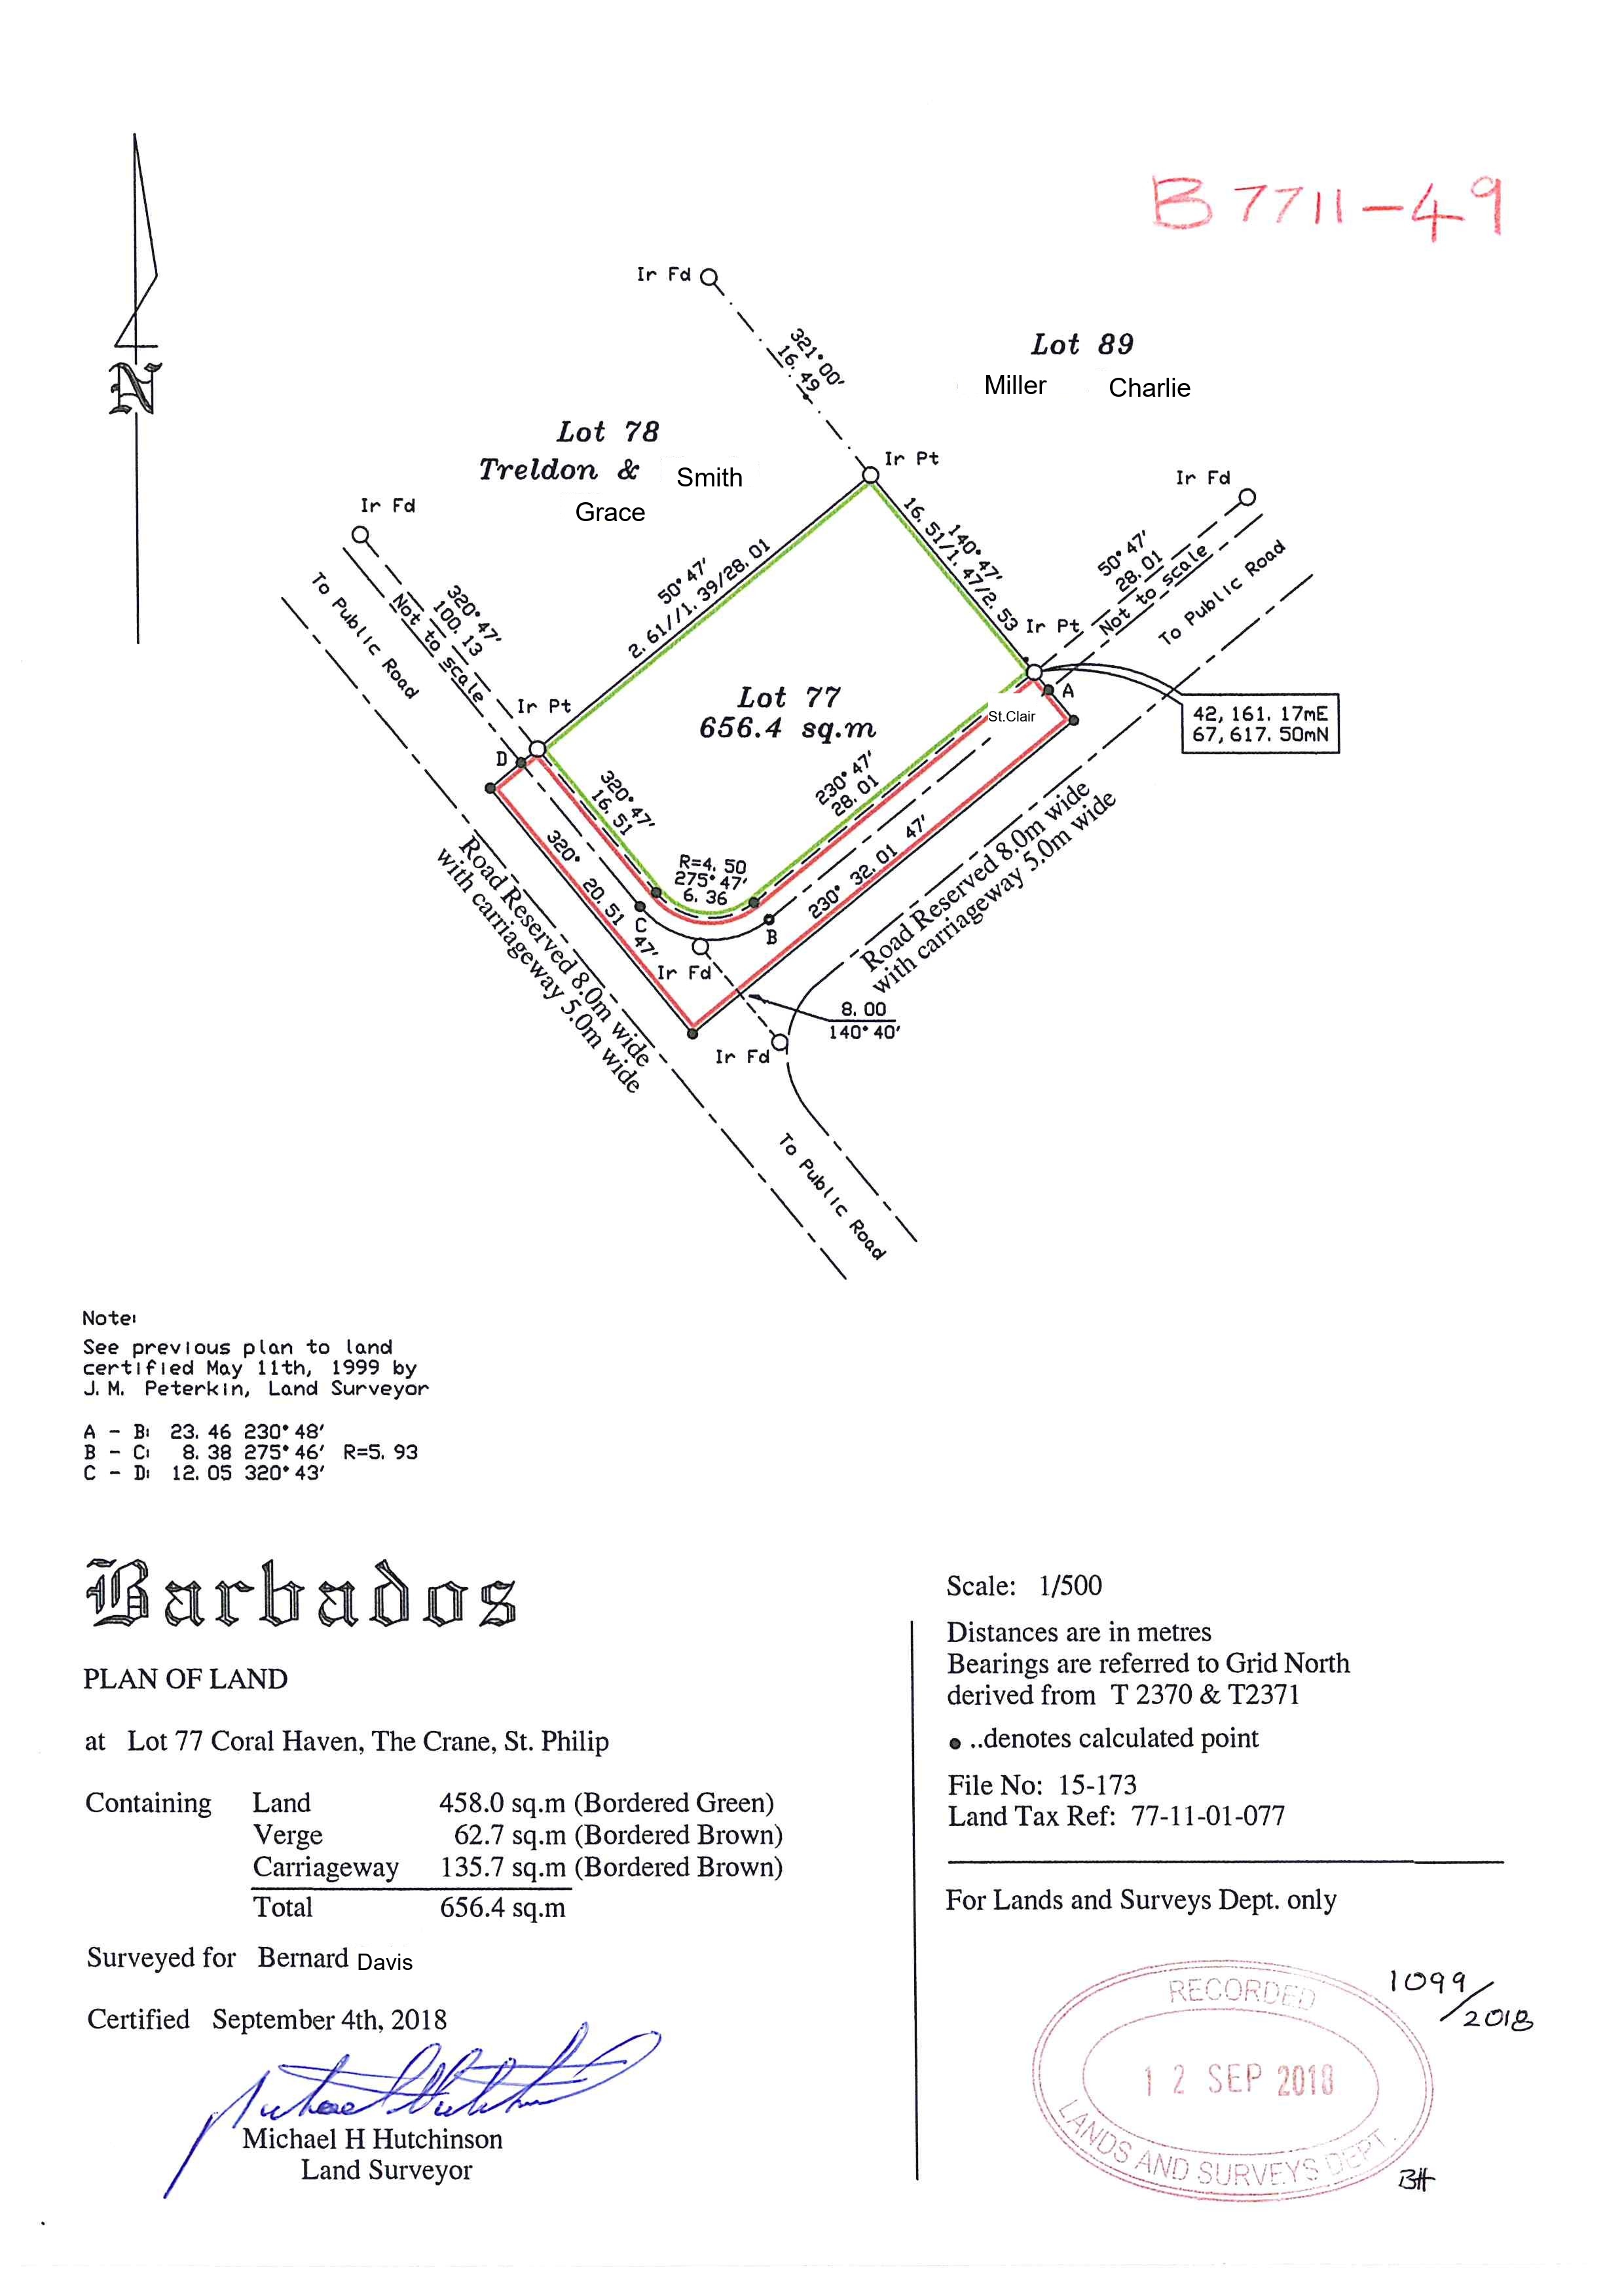 B 7711-49
Ir Fd
321°00'
16.49
Lot 89
Miller Charlie
Lot 78
Treldon & Smith
Grace
Ir Pt
Ir Fd
Ir Fd
50°47'
2.61//1.39/28.01
140°47'
16.51/1.47/2.53
50°47'
28.01
Not to scale
To Public Road
320°47'
100.13
Not to scale
To Public Road
Ir Pt
Ir Pt
A
N
Lot 77
656.4 sq.m
St.Clair
42,161.17mE
67,617.50mN
D
320°47'
16.51
230°47'
28.01
R=4.50
275°47'
6.36
320° 20.51 47'
C
B
230° 32.01 47'
Ir Fd
Road Reserved 8.0m wide
with carriageway 5.0m wide
Road Reserved 8.0m wide
with carriageway 5.0m wide
8.00
140°40'
Ir Fd
To Public Road
Note:
See previous plan to land
certified May 11th, 1999 by
J.M. Peterkin, Land Surveyor
A - B: 23.46 230°48'
B - C: 8.38 275°46' R=5.93
C - D: 12.05 320°43'
Barbados
PLAN OF LAND
at Lot 77 Coral Haven, The Crane, St. Philip
Containing Land 458.0 sq.m (Bordered Green)
Verge 62.7 sq.m (Bordered Brown)
Carriageway 135.7 sq.m (Bordered Brown)
Total 656.4 sq.m
Surveyed for Bernard Davis
Certified September 4th, 2018
Michael H Hutchinson
Land Surveyor
Scale: 1/500
Distances are in metres
Bearings are referred to Grid North
derived from T 2370 & T2371
● ..denotes calculated point
File No: 15-173
Land Tax Ref: 77-11-01-077
For Lands and Surveys Dept. only
RECORDED
12 SEP 2018
LANDS AND SURVEYS DEPT.
1099/2018
BH